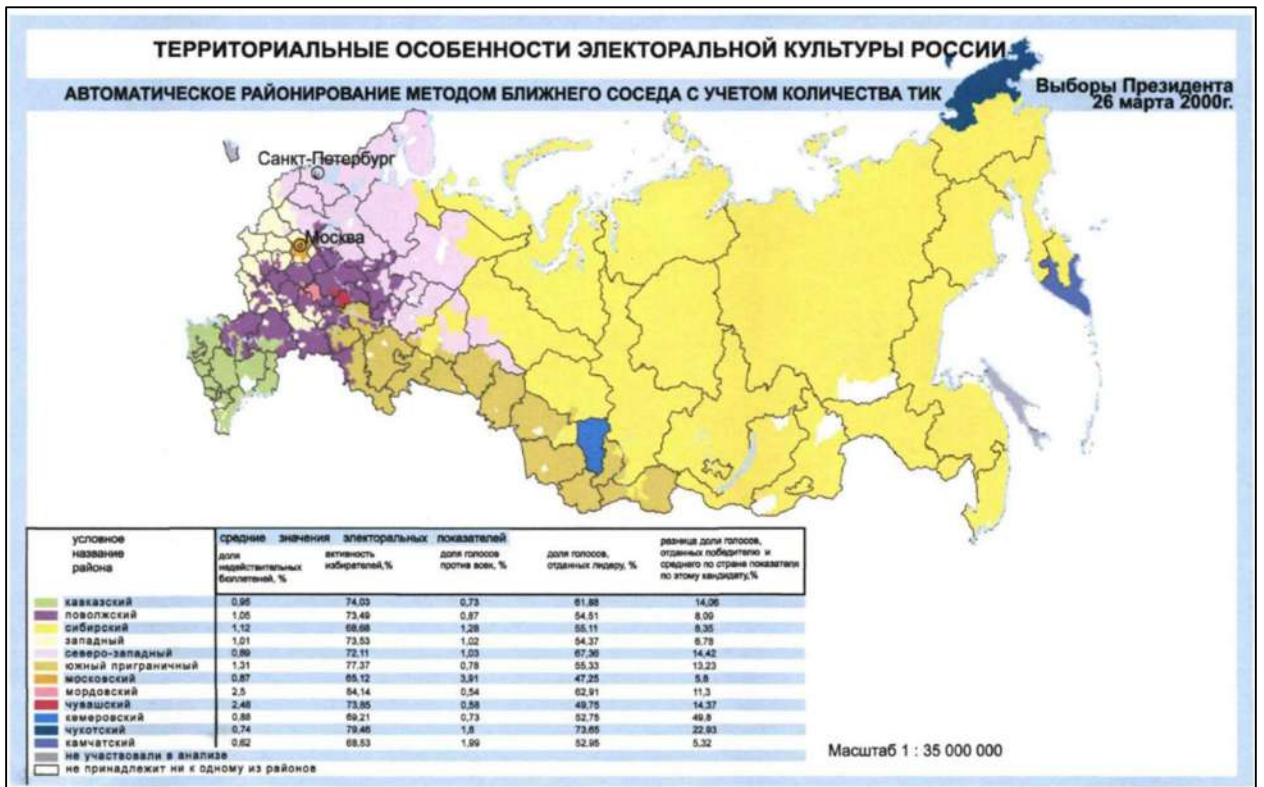 ТЕРРИТОРИАЛЬНЫЕ ОСОБЕННОСТИ ЭЛЕКТОРАЛЬНОЙ КУЛЬТУРЫ РОССИИ
АВТОМАТИЧЕСКОЕ РАЙОНИРОВАНИЕ МЕТОДОМ БЛИЖНЕГО СОСЕДА С УЧЕТОМ КОЛИЧЕСТВА ТИК
Выборы Президента
26 марта 2000г.
Санкт-Петербург
Москва
условное название района
средние значения электоральных показателей
доля недействительных бюллетеней, %
активность избирателей, %
доля голосов против всех, %
доля голосов, отданных лидеру, %
разница доли голосов, отданных победителю и среднего по стране показателя по этому кандидату, %
кавказский 0,95 74,03 0,73 61,88 14,06
поволжский 1,05 73,49 0,87 54,51 8,09
сибирский 1,12 68,68 1,28 55,11 8,35
западный 1,01 73,53 1,02 54,37 6,78
северо-западный 0,89 72,11 1,03 67,36 14,42
южный приграничный 1,31 77,37 0,78 55,33 13,23
московский 0,87 65,12 3,91 47,25 5,8
мордовский 2,5 84,14 0,54 62,91 11,3
чувашский 2,48 73,85 0,58 49,75 14,37
кемеровский 0,88 69,21 0,73 52,75 49,8
чукотский 0,74 79,46 1,8 73,65 22,93
камчатский 0,62 68,53 1,99 52,95 5,32
не участвовали в анализе
не принадлежит ни к одному из районов
Масштаб 1 : 35 000 000